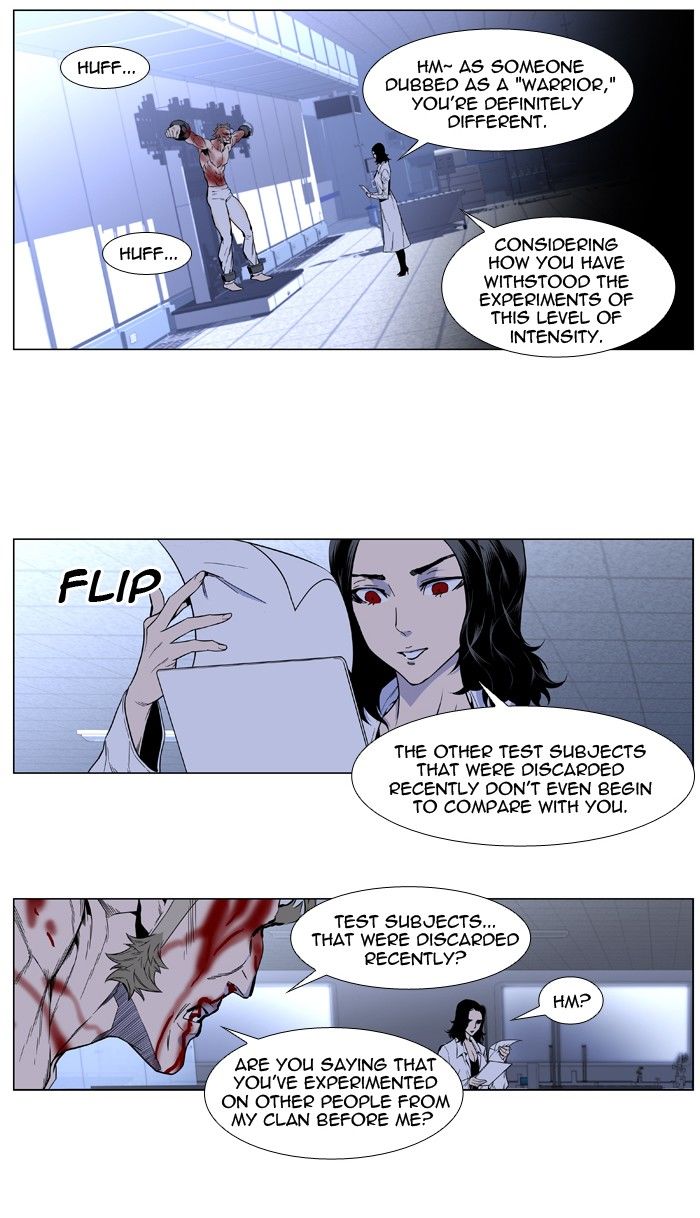 HUFF...
HM~ AS SOMEONE
DUBBED AS A "WARRIOR,"
YOU'RE DEFINITELY
DIFFERENT.
HUFF...
CONSIDERING
HOW YOU HAVE
WITHSTOOD THE
EXPERIMENTS OF
THIS LEVEL OF
INTENSITY.
FLIP
THE OTHER TEST SUBJECTS
THAT WERE DISCARDED
RECENTLY DON'T EVEN BEGIN
TO COMPARE WITH YOU.
TEST SUBJECTS...
THAT WERE DISCARDED
RECENTLY?
HM?
ARE YOU SAYING THAT
YOU'VE EXPERIMENTED
ON OTHER PEOPLE FROM
MY CLAN BEFORE ME?